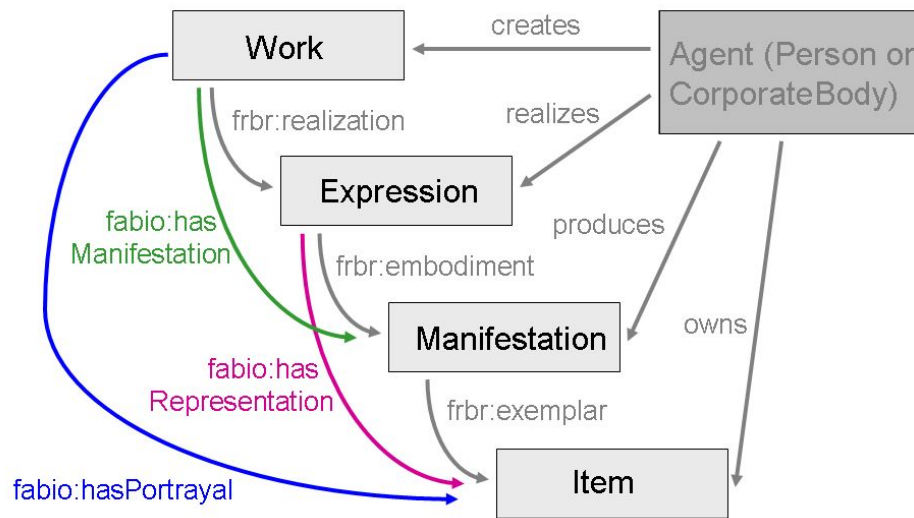 creates
Work
Agent (Person or
CorporateBody)
frbr:realization
realizes
Expression
fabio:has
Manifestation
produces
frbr:embodiment
owns
Manifestation
fabio:has
Representation
frbr:exemplar
Item
fabio:hasPortrayal